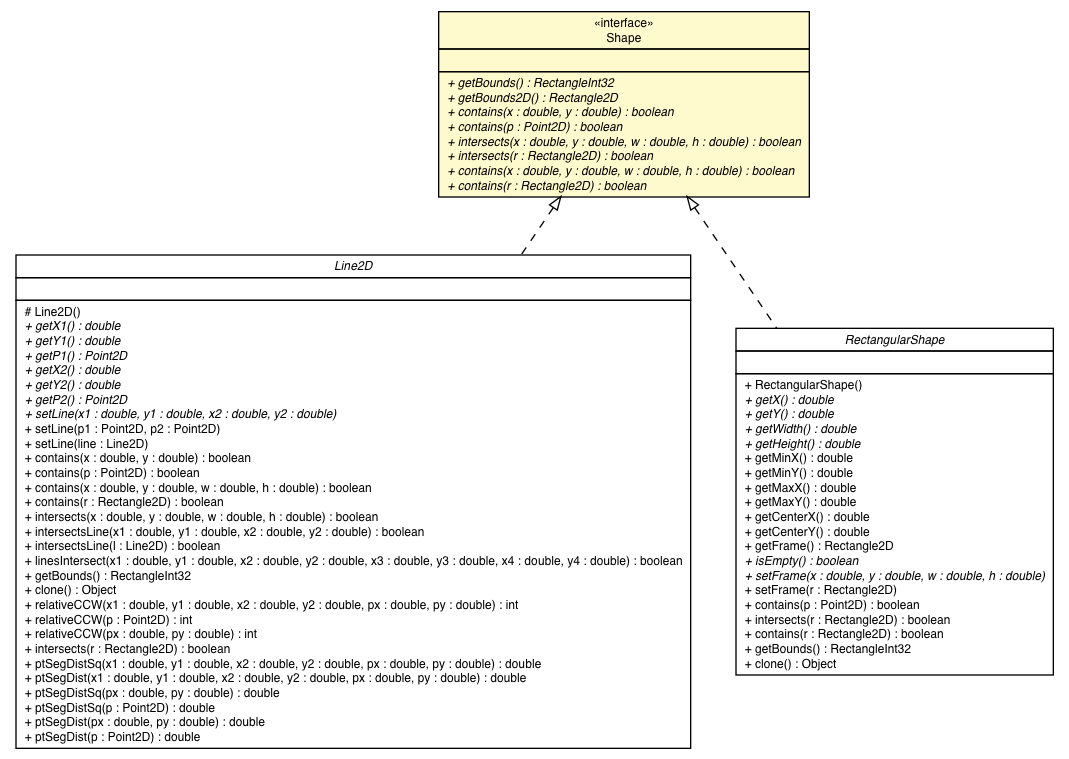 «interface»
Shape
+ getBounds() : RectangleInt32
+ getBounds2D() : Rectangle2D
+ contains(x : double, y : double) : boolean
+ contains(p : Point2D) : boolean
+ intersects(x : double, y : double, w : double, h : double) : boolean
+ intersects(r : Rectangle2D) : boolean
+ contains(x : double, y : double, w : double, h : double) : boolean
+ contains(r : Rectangle2D) : boolean
Line2D
# Line2D()
+ getX1() : double
+ getY1() : double
+ getP1() : Point2D
+ getX2() : double
+ getY2() : double
+ getP2() : Point2D
+ setLine(x1 : double, y1 : double, x2 : double, y2 : double)
+ setLine(p1 : Point2D, p2 : Point2D)
+ setLine(line : Line2D)
+ contains(x : double, y : double) : boolean
+ contains(p : Point2D) : boolean
+ contains(x : double, y : double, w : double, h : double) : boolean
+ contains(r : Rectangle2D) : boolean
+ intersects(x : double, y : double, w : double, h : double) : boolean
+ intersectsLine(x1 : double, y1 : double, x2 : double, y2 : double) : boolean
+ intersectsLine(l : Line2D) : boolean
+ linesIntersect(x1 : double, y1 : double, x2 : double, y2 : double, x3 : double, y3 : double, x4 : double, y4 : double) : boolean
+ getBounds() : RectangleInt32
+ clone() : Object
+ relativeCCW(x1 : double, y1 : double, x2 : double, y2 : double, px : double, py : double) : int
+ relativeCCW(p : Point2D) : int
+ relativeCCW(px : double, py : double) : int
+ intersects(r : Rectangle2D) : boolean
+ ptSegDistSq(x1 : double, y1 : double, x2 : double, y2 : double, px : double, py : double) : double
+ ptSegDist(x1 : double, y1 : double, x2 : double, y2 : double, px : double, py : double) : double
+ ptSegDistSq(px : double, py : double) : double
+ ptSegDistSq(p : Point2D) : double
+ ptSegDist(px : double, py : double) : double
+ ptSegDist(p : Point2D) : double
RectangularShape
+ RectangularShape()
+ getX() : double
+ getY() : double
+ getWidth() : double
+ getHeight() : double
+ getMinX() : double
+ getMinY() : double
+ getMaxX() : double
+ getMaxY() : double
+ getCenterX() : double
+ getCenterY() : double
+ getFrame() : Rectangle2D
+ isEmpty() : boolean
+ setFrame(x : double, y : double, w : double, h : double)
+ setFrame(r : Rectangle2D)
+ contains(p : Point2D) : boolean
+ intersects(r : Rectangle2D) : boolean
+ contains(r : Rectangle2D) : boolean
+ getBounds() : RectangleInt32
+ clone() : Object